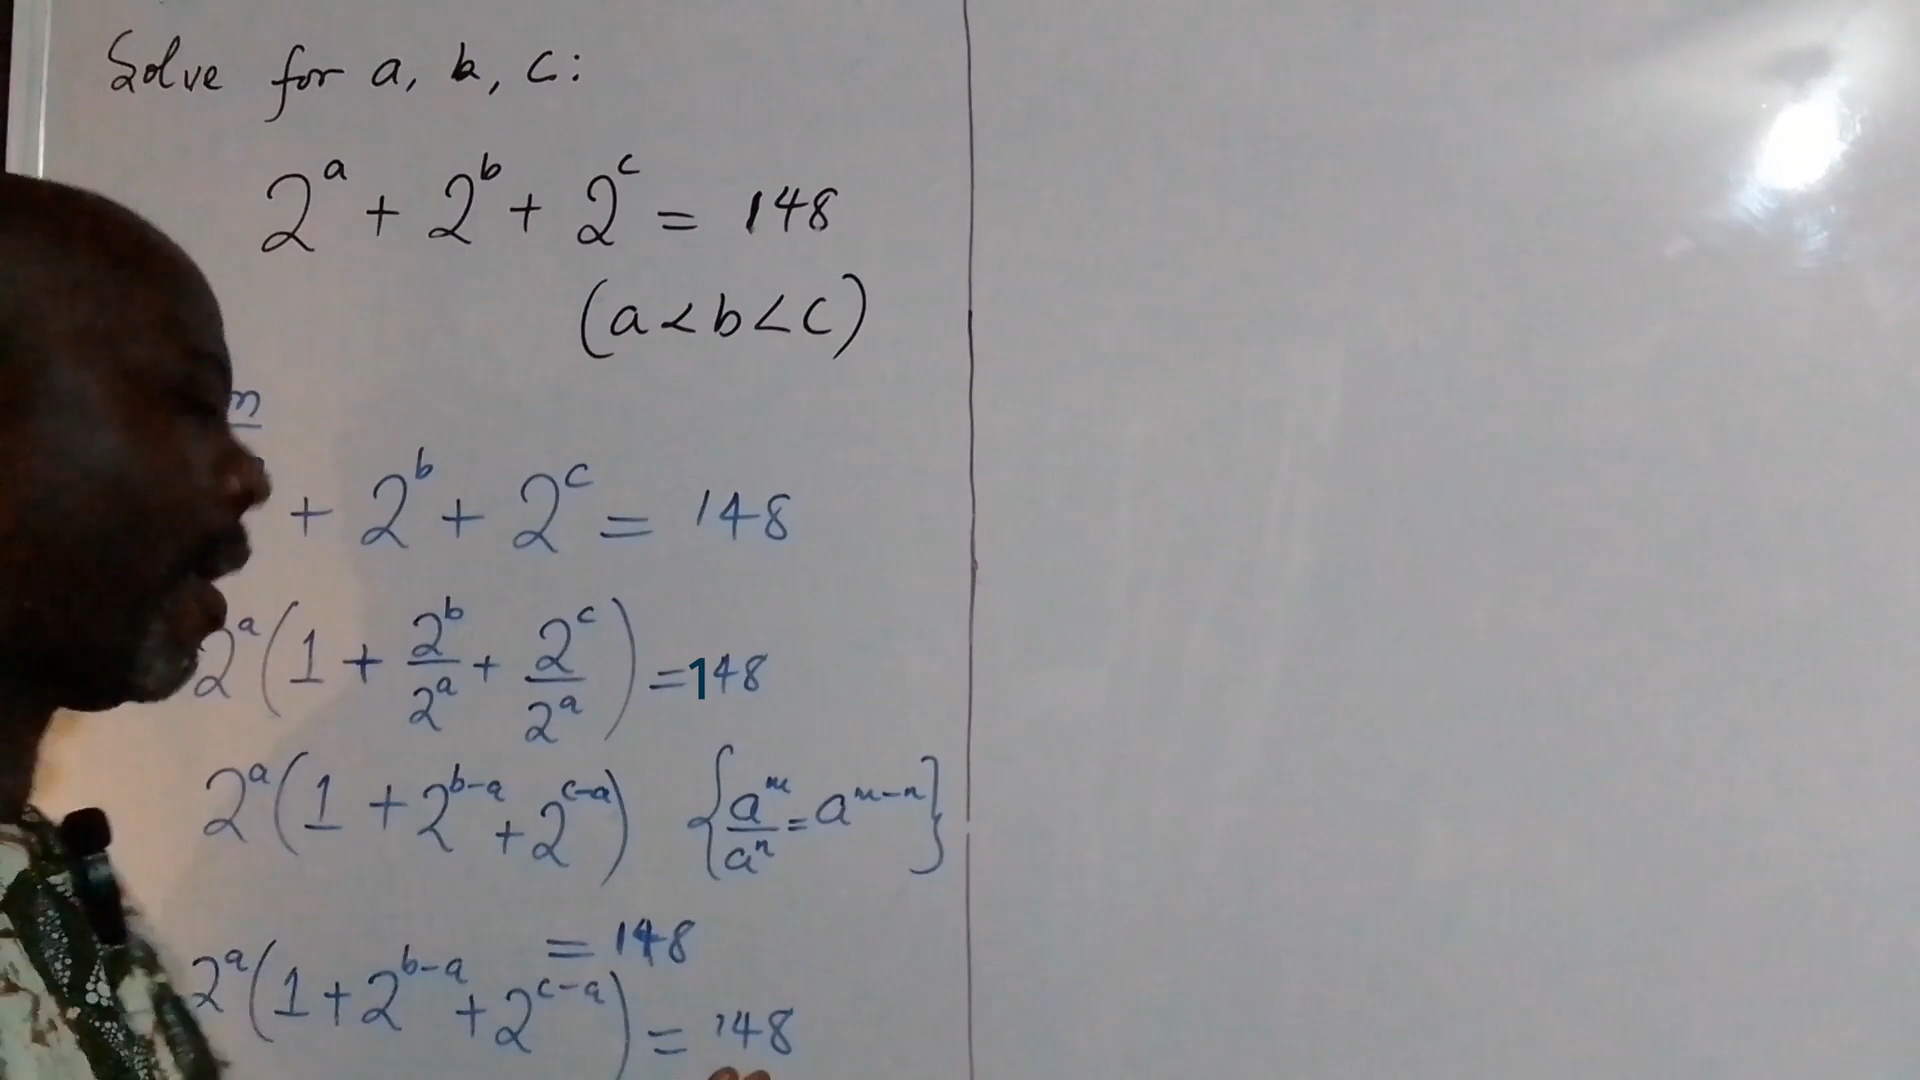 Solve for a, b, c:
2^a + 2^b + 2^c = 148
(a<b<c)
n
+ 2^b + 2^c = 148
2^a(1 + 2^b/2^a + 2^c/2^a) =148
2^a(1 + 2^{b-a} + 2^{c-a}) {a^m/a^n = a^{m-n}}
= 148
2^a(1+2^{b-a} + 2^{c-a}) = 148